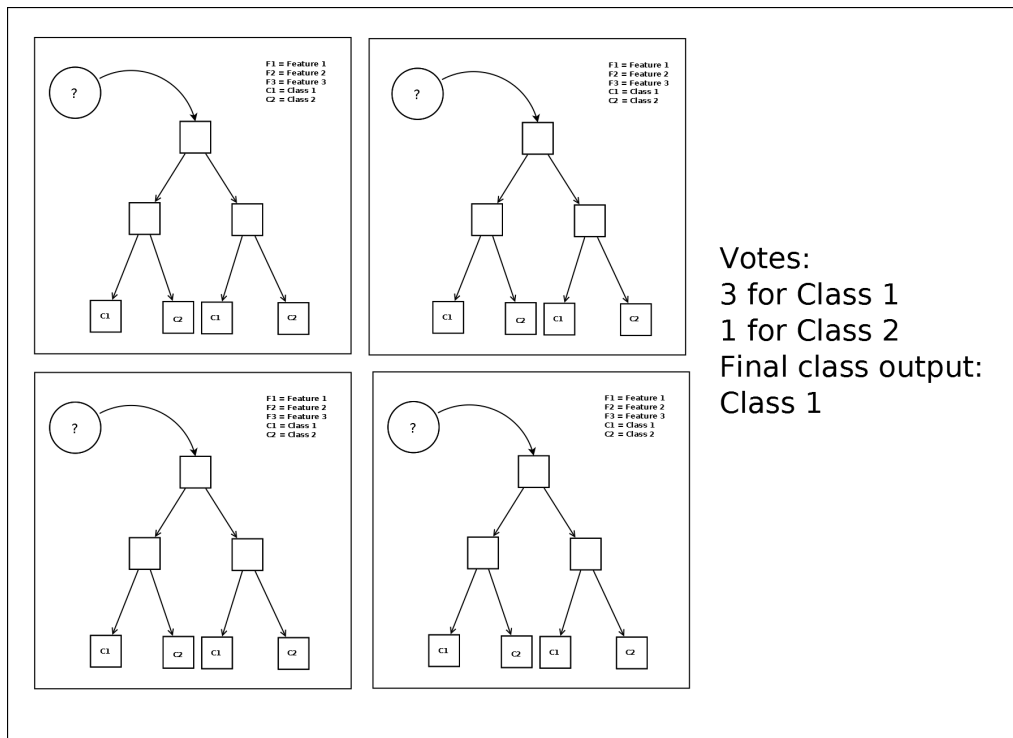 F1 = Feature 1
F2 = Feature 2
F3 = Feature 3
C1 = Class 1
C2 = Class 2
?
C1
C2
C1
C2
F1 = Feature 1
F2 = Feature 2
F3 = Feature 3
C1 = Class 1
C2 = Class 2
?
C1
C2
C1
C2
F1 = Feature 1
F2 = Feature 2
F3 = Feature 3
C1 = Class 1
C2 = Class 2
?
C1
C2
C1
C2
F1 = Feature 1
F2 = Feature 2
F3 = Feature 3
C1 = Class 1
C2 = Class 2
?
C1
C2
C1
C2
Votes:
3 for Class 1
1 for Class 2
Final class output:
Class 1